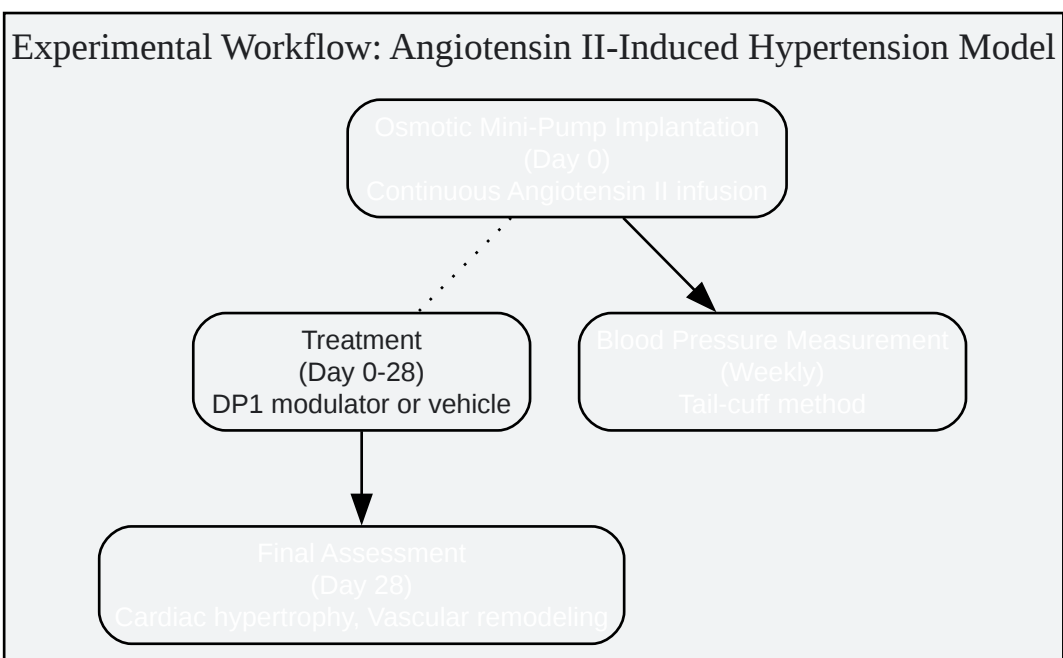 Experimental Workflow: Angiotensin II-Induced Hypertension Model
Osmotic Mini-Pump Implantation
(Day 0)
Continuous Angiotensin II infusion
Treatment
(Day 0-28)
DP1 modulator or vehicle
Blood Pressure Measurement
(Weekly)
Tail-cuff method
Final Assessment
(Day 28)
Cardiac hypertrophy, Vascular remodeling